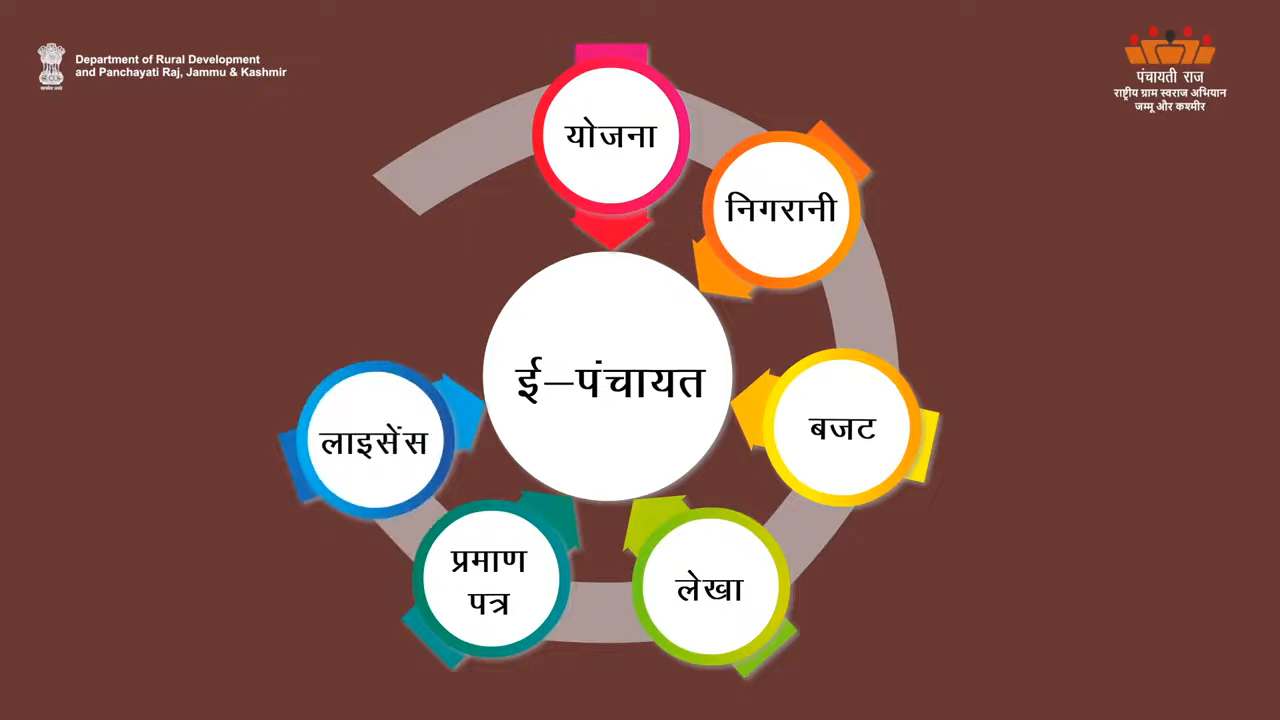 Department of Rural Development
and Panchayati Raj, Jammu & Kashmir
पंचायती राज
राष्ट्रीय ग्राम स्वराज अभियान
जम्मू और कश्मीर
योजना
निगरानी
ई–पंचायत
बजट
लाइसेंस
प्रमाण
पत्र
लेखा